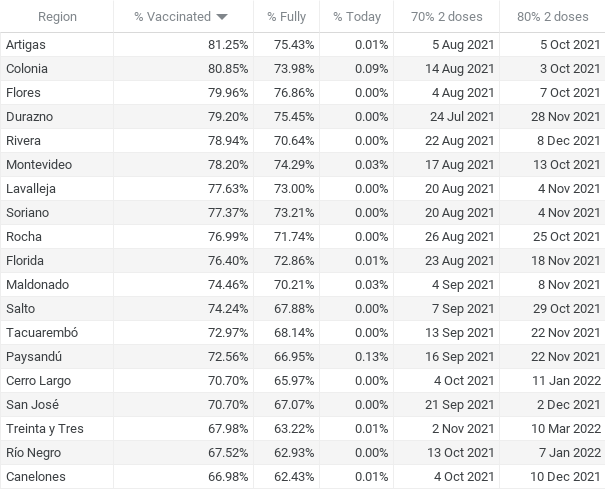 Region % Vaccinated % Fully % Today 70% 2 doses 80% 2 doses
Artigas 81.25% 75.43% 0.01% 5 Aug 2021 5 Oct 2021
Colonia 80.85% 73.98% 0.09% 14 Aug 2021 3 Oct 2021
Flores 79.96% 76.86% 0.00% 4 Aug 2021 7 Oct 2021
Durazno 79.20% 75.45% 0.00% 24 Jul 2021 28 Nov 2021
Rivera 78.94% 70.64% 0.00% 22 Aug 2021 8 Dec 2021
Montevideo 78.20% 74.29% 0.03% 17 Aug 2021 13 Oct 2021
Lavalleja 77.63% 73.00% 0.00% 20 Aug 2021 4 Nov 2021
Soriano 77.37% 73.21% 0.00% 20 Aug 2021 4 Nov 2021
Rocha 76.99% 71.74% 0.00% 26 Aug 2021 25 Oct 2021
Florida 76.40% 72.86% 0.01% 23 Aug 2021 18 Nov 2021
Maldonado 74.46% 70.21% 0.03% 4 Sep 2021 8 Nov 2021
Salto 74.24% 67.88% 0.00% 7 Sep 2021 29 Oct 2021
Tacuarembó 72.97% 68.14% 0.00% 13 Sep 2021 22 Nov 2021
Paysandú 72.56% 66.95% 0.13% 16 Sep 2021 22 Nov 2021
Cerro Largo 70.70% 65.97% 0.00% 4 Oct 2021 11 Jan 2022
San José 70.70% 67.07% 0.00% 21 Sep 2021 2 Dec 2021
Treinta y Tres 67.98% 63.22% 0.01% 2 Nov 2021 10 Mar 2022
Río Negro 67.52% 62.93% 0.00% 13 Oct 2021 7 Jan 2022
Canelones 66.98% 62.43% 0.01% 4 Oct 2021 10 Dec 2021